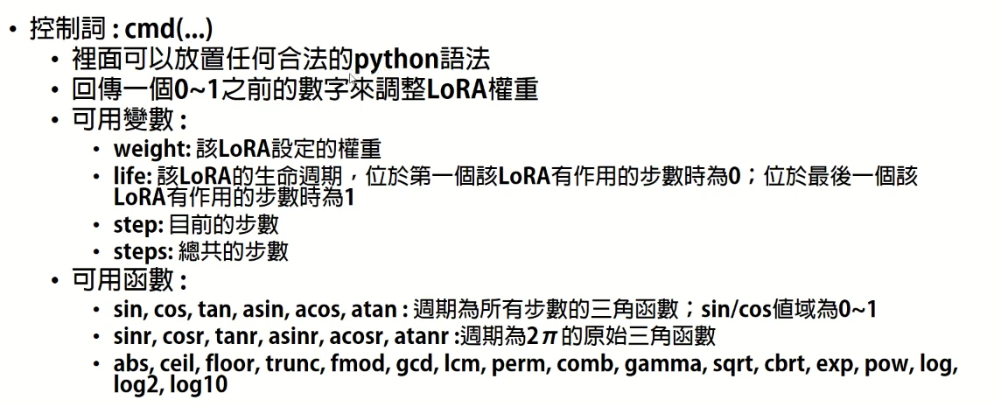 • 控制詞 : cmd(...)
• 裡面可以放置任何合法的python語法
• 回傳一個0~1之前的數字來調整LoRA權重
• 可用變數 :
• weight: 該LoRA設定的權重
• life: 該LoRA的生命週期，位於第一個該LoRA有作用的步數時為0；位於最後一個該
LoRA有作用的步數時為1
• step: 目前的步數
• steps: 總共的步數
• 可用函數 :
• sin, cos, tan, asin, acos, atan : 週期為所有步數的三角函數；sin/cos値域為0~1
• sinr, cosr, tanr, asinr, acosr, atanr :週期為2π的原始三角函數
• abs, ceil, floor, trunc, fmod, gcd, lcm, perm, comb, gamma, sqrt, cbrt, exp, pow, log,
log2, log10